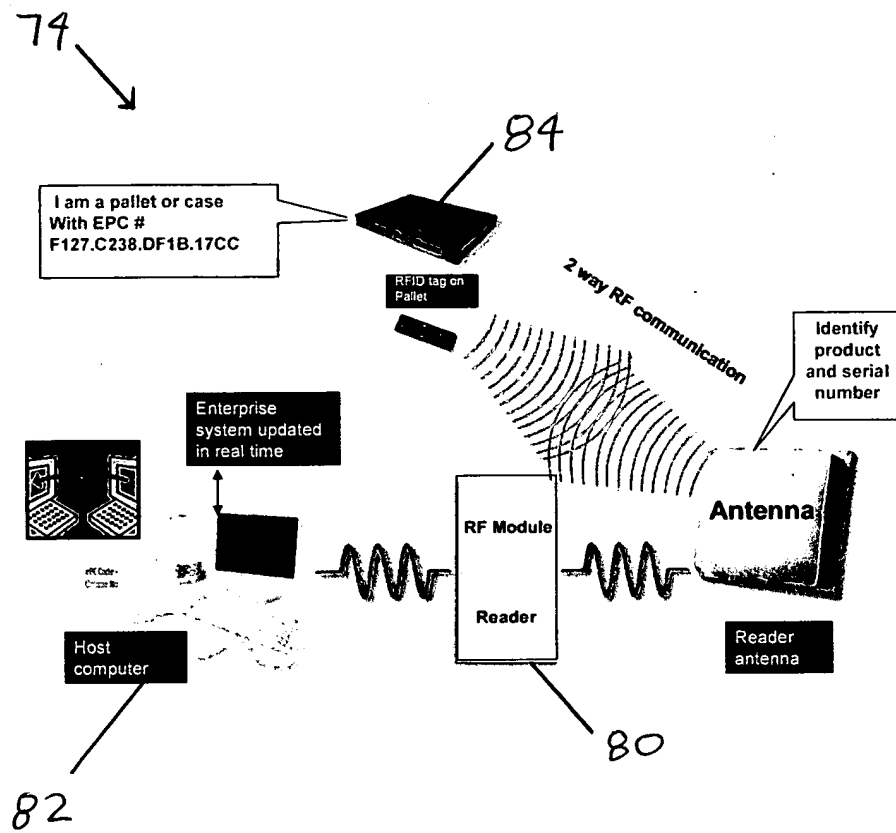 74
84
I am a pallet or case
With EPC #
F127.C238.DF1B.17CC
RFID tag on
Pallet
2 way RF communication
Identify
product
and serial
number
Enterprise
system updated
in real time
Antenna
RF Module
Reader
Host
computer
Reader
antenna
80
82